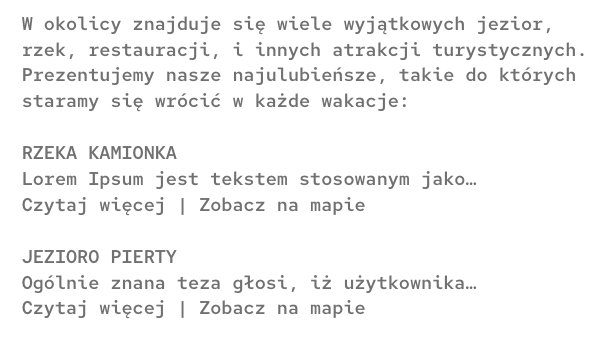 W okolicy znajduje się wiele wyjątkowych jezior,
rzek, restauracji, i innych atrakcji turystycznych.
Prezentujemy nasze najulubieńsze, takie do których
staramy się wrócić w każde wakacje:
RZEKA KAMIONKA
Lorem Ipsum jest tekstem stosowanym jako…
Czytaj więcej | Zobacz na mapie
JEZIORO PIERTY
Ogólnie znana teza głosi, iż użytkownika…
Czytaj więcej | Zobacz na mapie